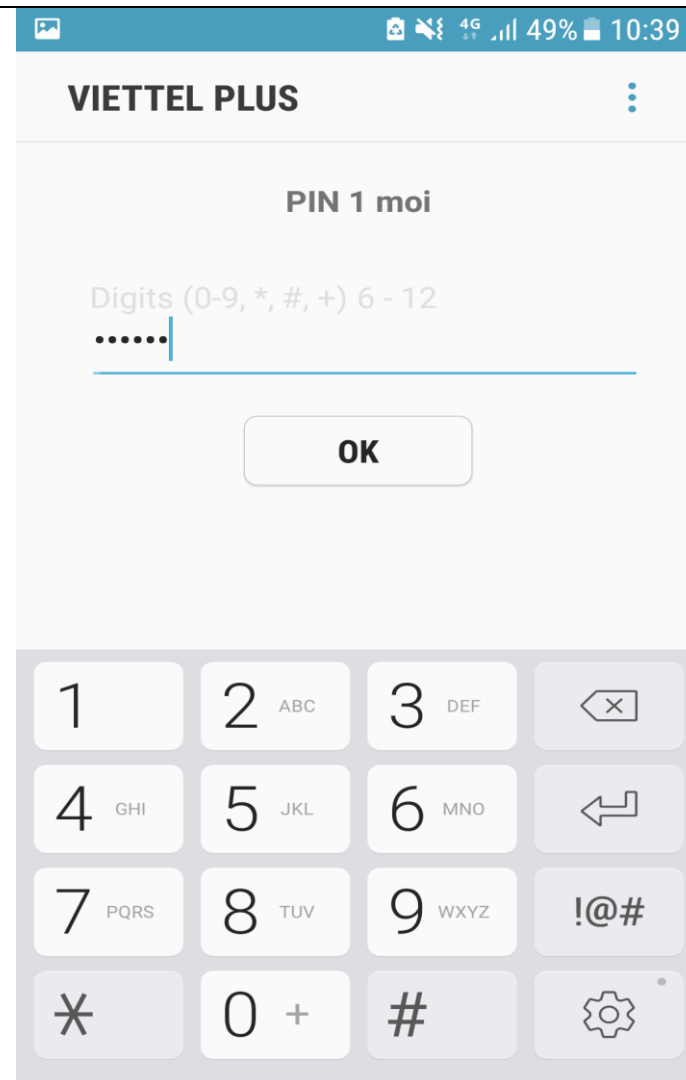 4G 49% 10:39
VIETTEL PLUS
PIN 1 moi
Digits (0-9, *, #, +) 6 - 12
••••••
OK
1 2 ABC 3 DEF
4 GHI 5 JKL 6 MNO
7 PQRS 8 TUV 9 WXYZ !@#
* 0 + #